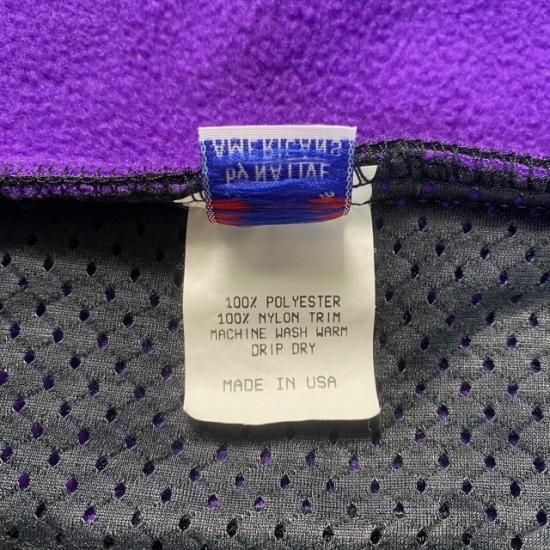 AMERICANS
BY NATIVE
100% POLYESTER
100% NYLON TRIM
MACHINE WASH WARM
DRIP DRY
MADE IN USA